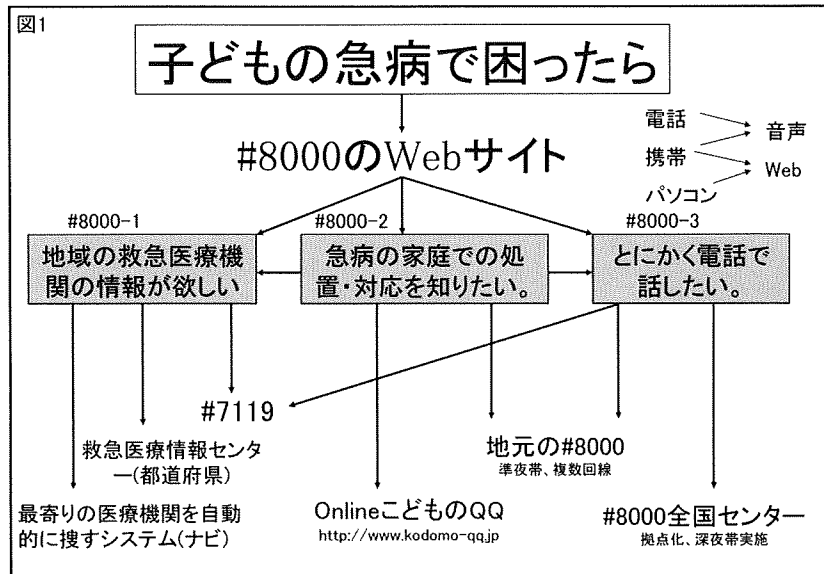 図1
子どもの急病で困ったら
電話
音声
#8000のWebサイト
携帯
Web
パソコン
#8000-1
#8000-2
#8000-3
地域の救急医療機
関の情報が欲しい
急病の家庭での処
置・対応を知りたい。
とにかく電話で
話したい。
#7119
救急医療情報センタ
ー(都道府県)
地元の#8000
準夜帯、複数回線
最寄りの医療機関を自動
的に捜すシステム(ナビ)
OnlineこどものQQ
http://www.kodomo-qq.jp
#8000全国センター
拠点化、深夜帯実施